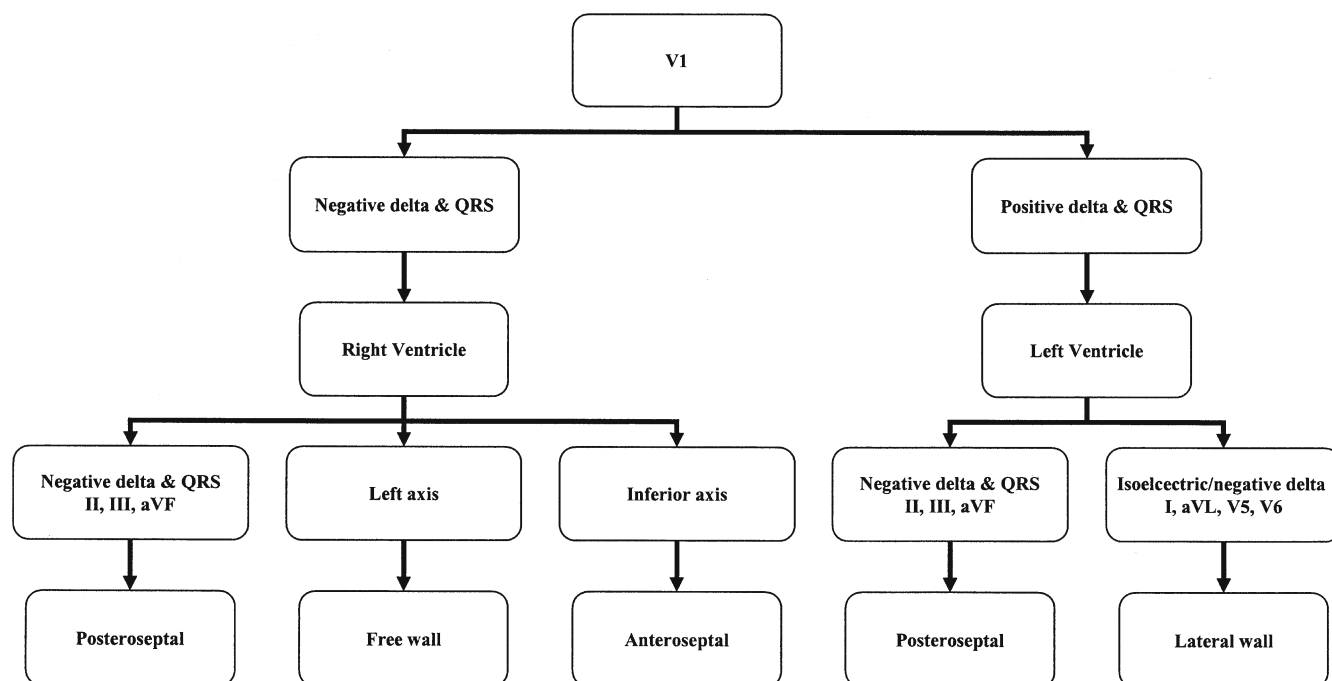 V1
Negative delta & QRS
Positive delta & QRS
Right Ventricle
Left Ventricle
Negative delta & QRS
II, III, aVF
Left axis
Inferior axis
Negative delta & QRS
II, III, aVF
Isoelcectric/negative delta
I, aVL, V5, V6
Posteroseptal
Free wall
Anteroseptal
Posteroseptal
Lateral wall